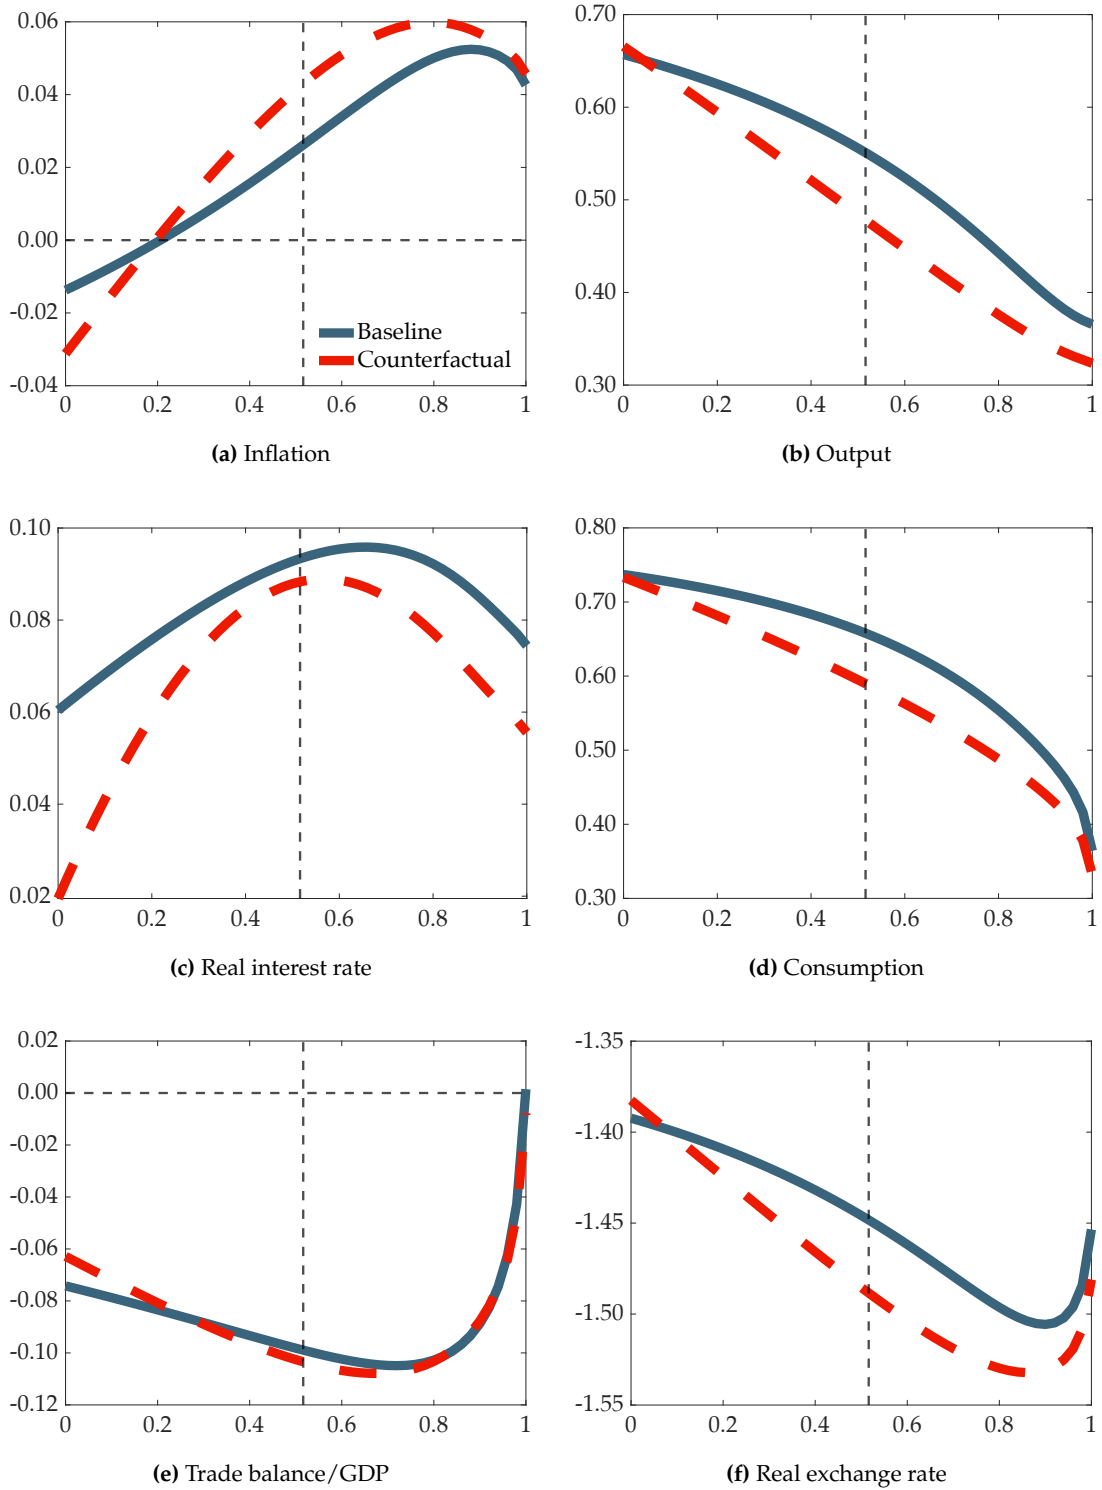 0.06
0.04
0.02
0.00
-0.02
-0.04
0 0.2 0.4 0.6 0.8 1
Baseline
Counterfactual
(a) Inflation
0.70
0.60
0.50
0.40
0.30
0 0.2 0.4 0.6 0.8 1
(b) Output
0.10
0.08
0.06
0.04
0.02
0 0.2 0.4 0.6 0.8 1
(c) Real interest rate
0.80
0.70
0.60
0.50
0.40
0.30
0 0.2 0.4 0.6 0.8 1
(d) Consumption
0.02
0.00
-0.02
-0.04
-0.06
-0.08
-0.10
-0.12
0 0.2 0.4 0.6 0.8 1
(e) Trade balance/GDP
-1.35
-1.40
-1.45
-1.50
-1.55
0 0.2 0.4 0.6 0.8 1
(f) Real exchange rate